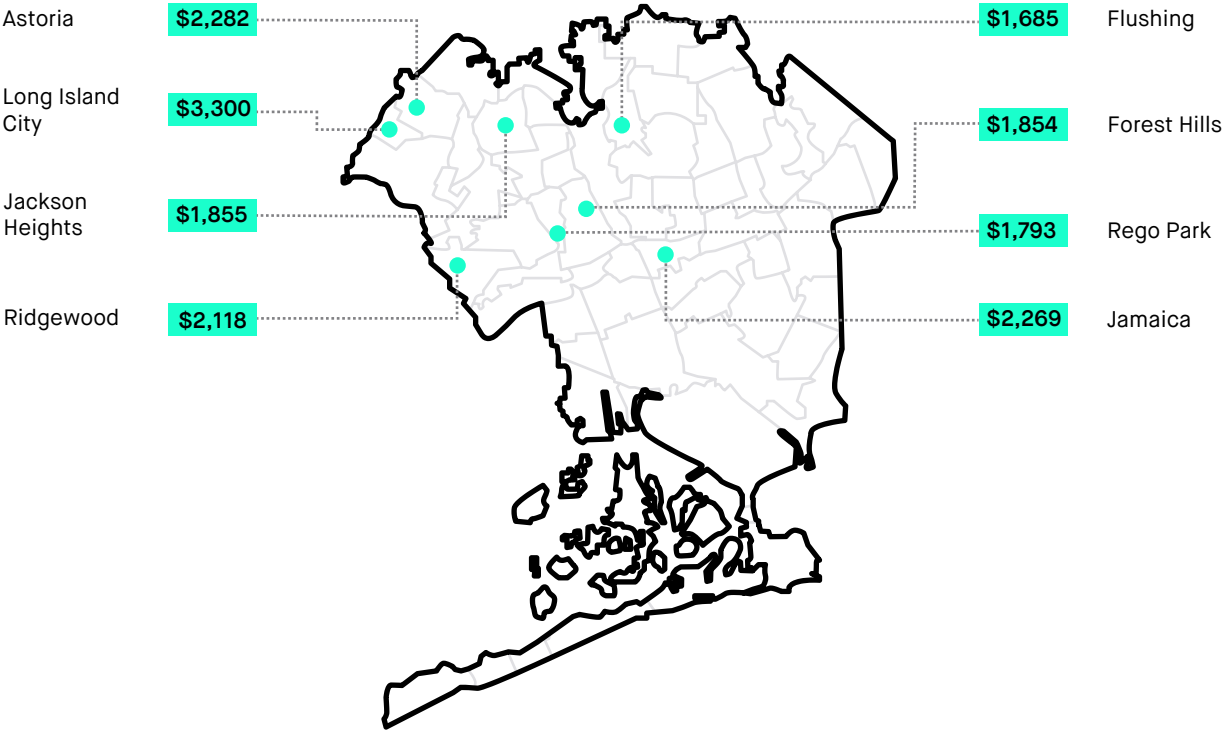 Astoria
$2,282
Long Island
City
$3,300
Jackson
Heights
$1,855
Ridgewood
$2,118
$1,685
Flushing
$1,854
Forest Hills
$1,793
Rego Park
$2,269
Jamaica